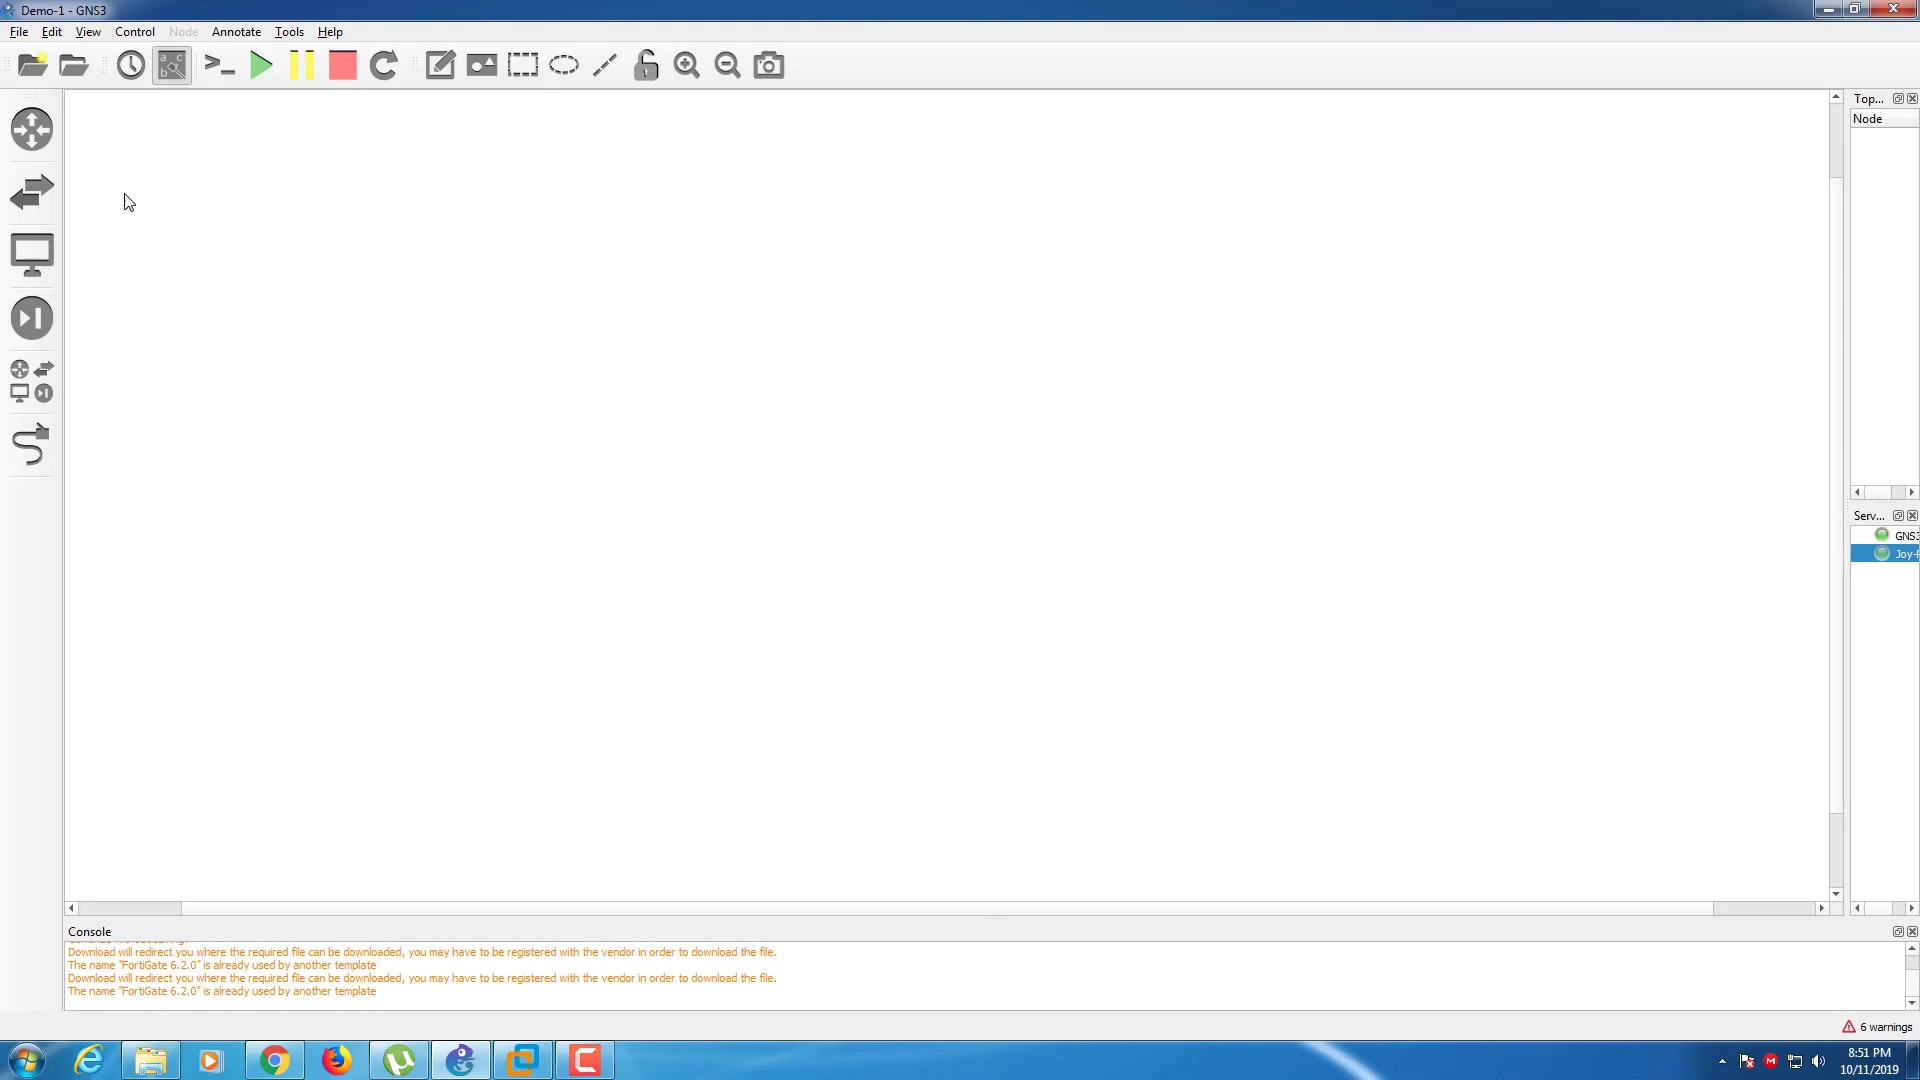 Demo-1 - GNS3
File Edit View Control Node Annotate Tools Help
Top...
Node
Serv...
GNS3
Joy-
Console
Download will redirect you where the required file can be downloaded, you may have to be registered with the vendor in order to download the file.
The name "FortiGate 6.2.0" is already used by another template
Download will redirect you where the required file can be downloaded, you may have to be registered with the vendor in order to download the file.
The name "FortiGate 6.2.0" is already used by another template
6 warnings
8:51 PM
10/11/2019